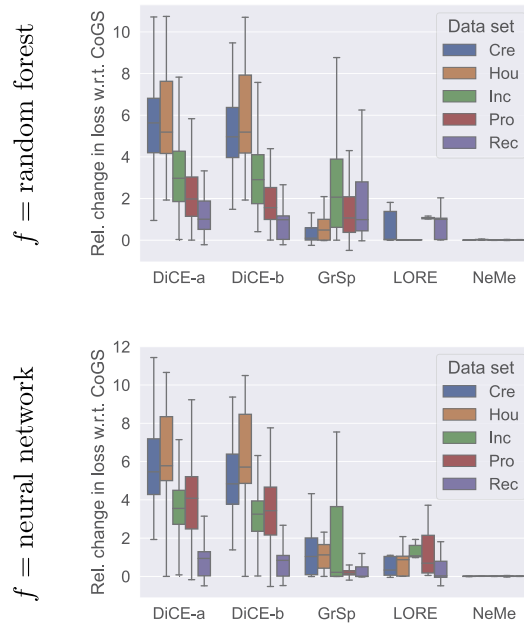 f = random forest
Rel. change in loss w.r.t. CoGS
10
8
6
4
2
0
Data set
Cre
Hou
Inc
Pro
Rec
DiCE-a DiCE-b GrSp LORE NeMe
f = neural network
Rel. change in loss w.r.t. CoGS
12
10
8
6
4
2
0
Data set
Cre
Hou
Inc
Pro
Rec
DiCE-a DiCE-b GrSp LORE NeMe